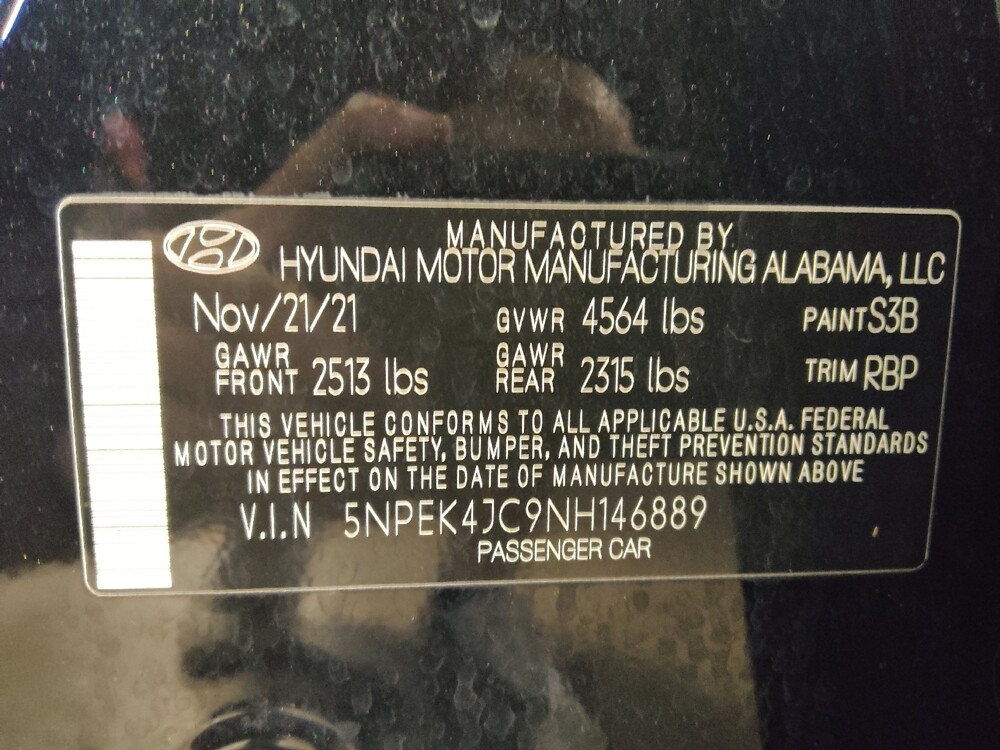 MANUFACTURED BY
HYUNDAI MOTOR MANUFACTURING ALABAMA, LLC
Nov/21/21 GVWR 4564 lbs PAINT S3B
GAWR FRONT 2513 lbs GAWR REAR 2315 lbs TRIM RBP
THIS VEHICLE CONFORMS TO ALL APPLICABLE U.S.A. FEDERAL
MOTOR VEHICLE SAFETY, BUMPER, AND THEFT PREVENTION STANDARDS
IN EFFECT ON THE DATE OF MANUFACTURE SHOWN ABOVE
V.I.N 5NPEK4JC9NH146889
PASSENGER CAR